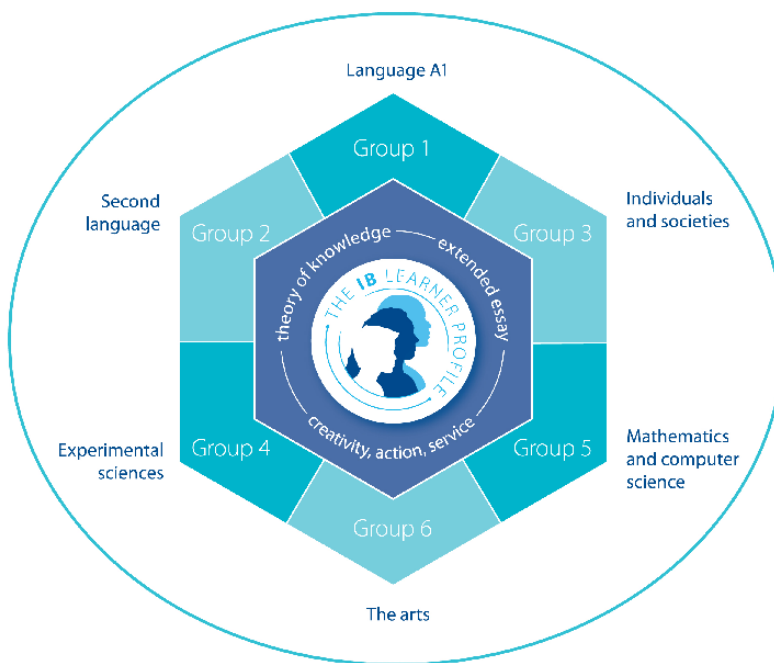 Language A1
Group 1
Second
language
Group 2
Group 3
Individuals
and societies
theory of knowledge
extended essay
THE IB LEARNER PROFILE
creativity, action, service
Experimental
sciences
Group 4
Group 5
Mathematics
and computer
science
Group 6
The arts